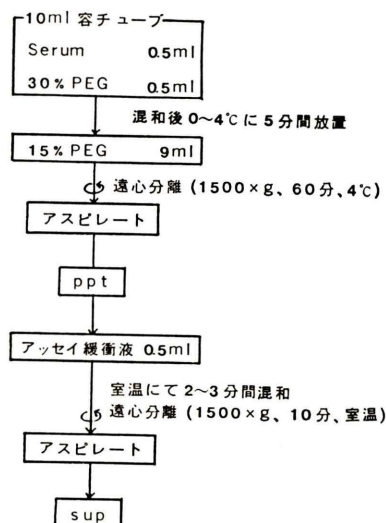 10ml 容チューブ
Serum 0.5ml
30% PEG 0.5ml
混和後 0~4℃ に 5 分間放置
15% PEG 9ml
遠心分離 (1500×g、60分、4℃)
アスピレート
ppt
アッセイ緩衝液 0.5ml
室温にて 2~3 分間混和
遠心分離 (1500×g、10分、室温)
アスピレート
sup